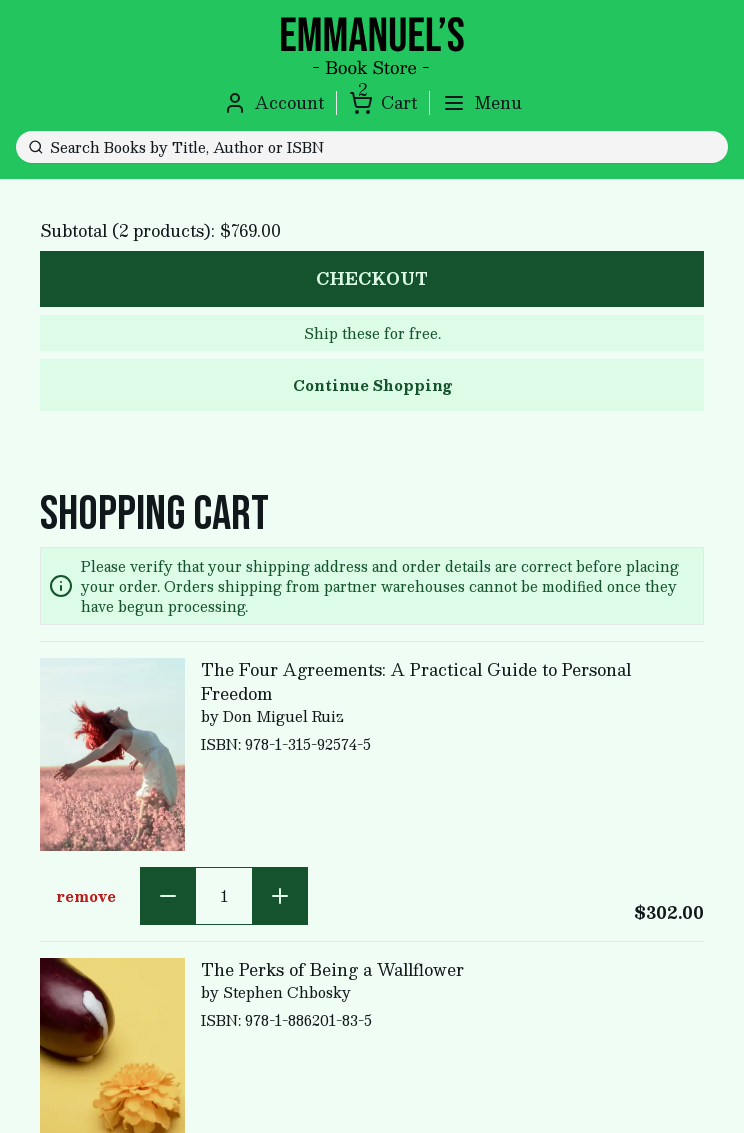 EMMANUEL'S
- Book Store -
Account
2
Cart
Menu
Search Books by Title, Author or ISBN
Subtotal (2 products): $769.00
CHECKOUT
Ship these for free.
Continue Shopping
SHOPPING CART
Please verify that your shipping address and order details are correct before placing
your order. Orders shipping from partner warehouses cannot be modified once they
have begun processing.
The Four Agreements: A Practical Guide to Personal
Freedom
by Don Miguel Ruiz
ISBN: 978-1-315-92574-5
remove
1
$302.00
The Perks of Being a Wallflower
by Stephen Chbosky
ISBN: 978-1-886201-83-5